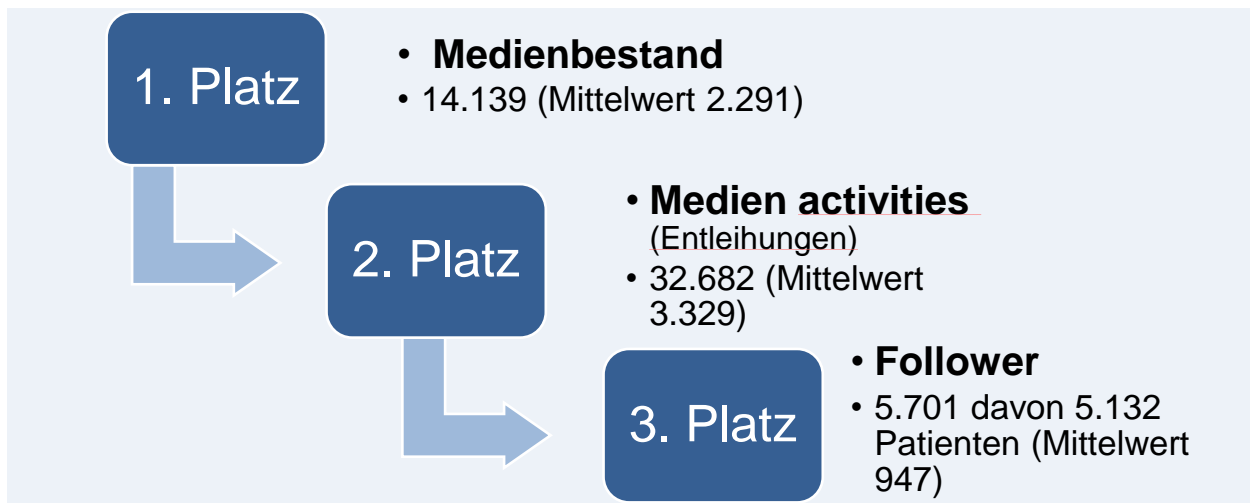 1. Platz
• Medienbestand
• 14.139 (Mittelwert 2.291)
2. Platz
• Medien activities
(Entleihungen)
• 32.682 (Mittelwert
3.329)
3. Platz
• Follower
• 5.701 davon 5.132
Patienten (Mittelwert
947)